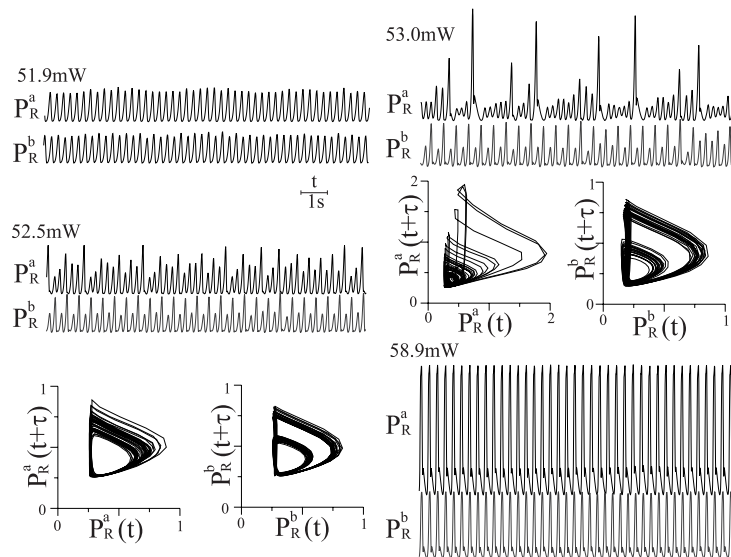 51.9mW
P_R^a
P_R^b
t
1s
52.5mW
P_R^a
P_R^b
1
P_R^a(t+τ)
0
0 P_R^a(t) 1
1
P_R^b(t+τ)
0
0 P_R^b(t) 1
53.0mW
P_R^a
P_R^b
2
P_R^a(t+τ)
1
0
0 1 2
P_R^a(t)
1
P_R^b(t+τ)
0
0 1
P_R^b(t)
58.9mW
P_R^a
P_R^b